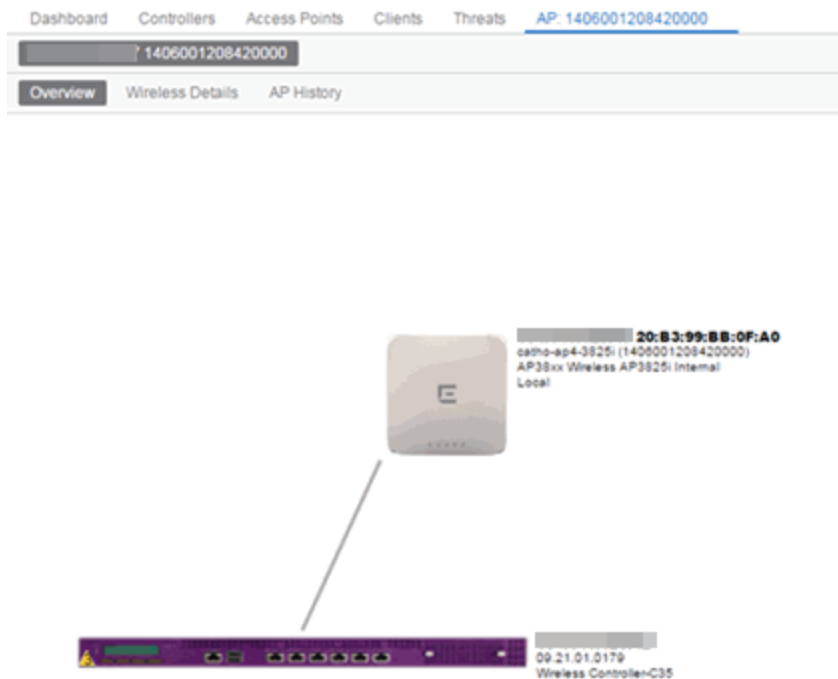 Dashboard Controllers Access Points Clients Threats AP: 1406001208420000
/ 1406001208420000
Overview Wireless Details AP History
20:B3:99:BB:0F:A0
catho-ap4-3825i (1406001208420000)
AP38xx Wireless AP3825i Internal
Local
09.21.01.0179
Wireless Controller-C35